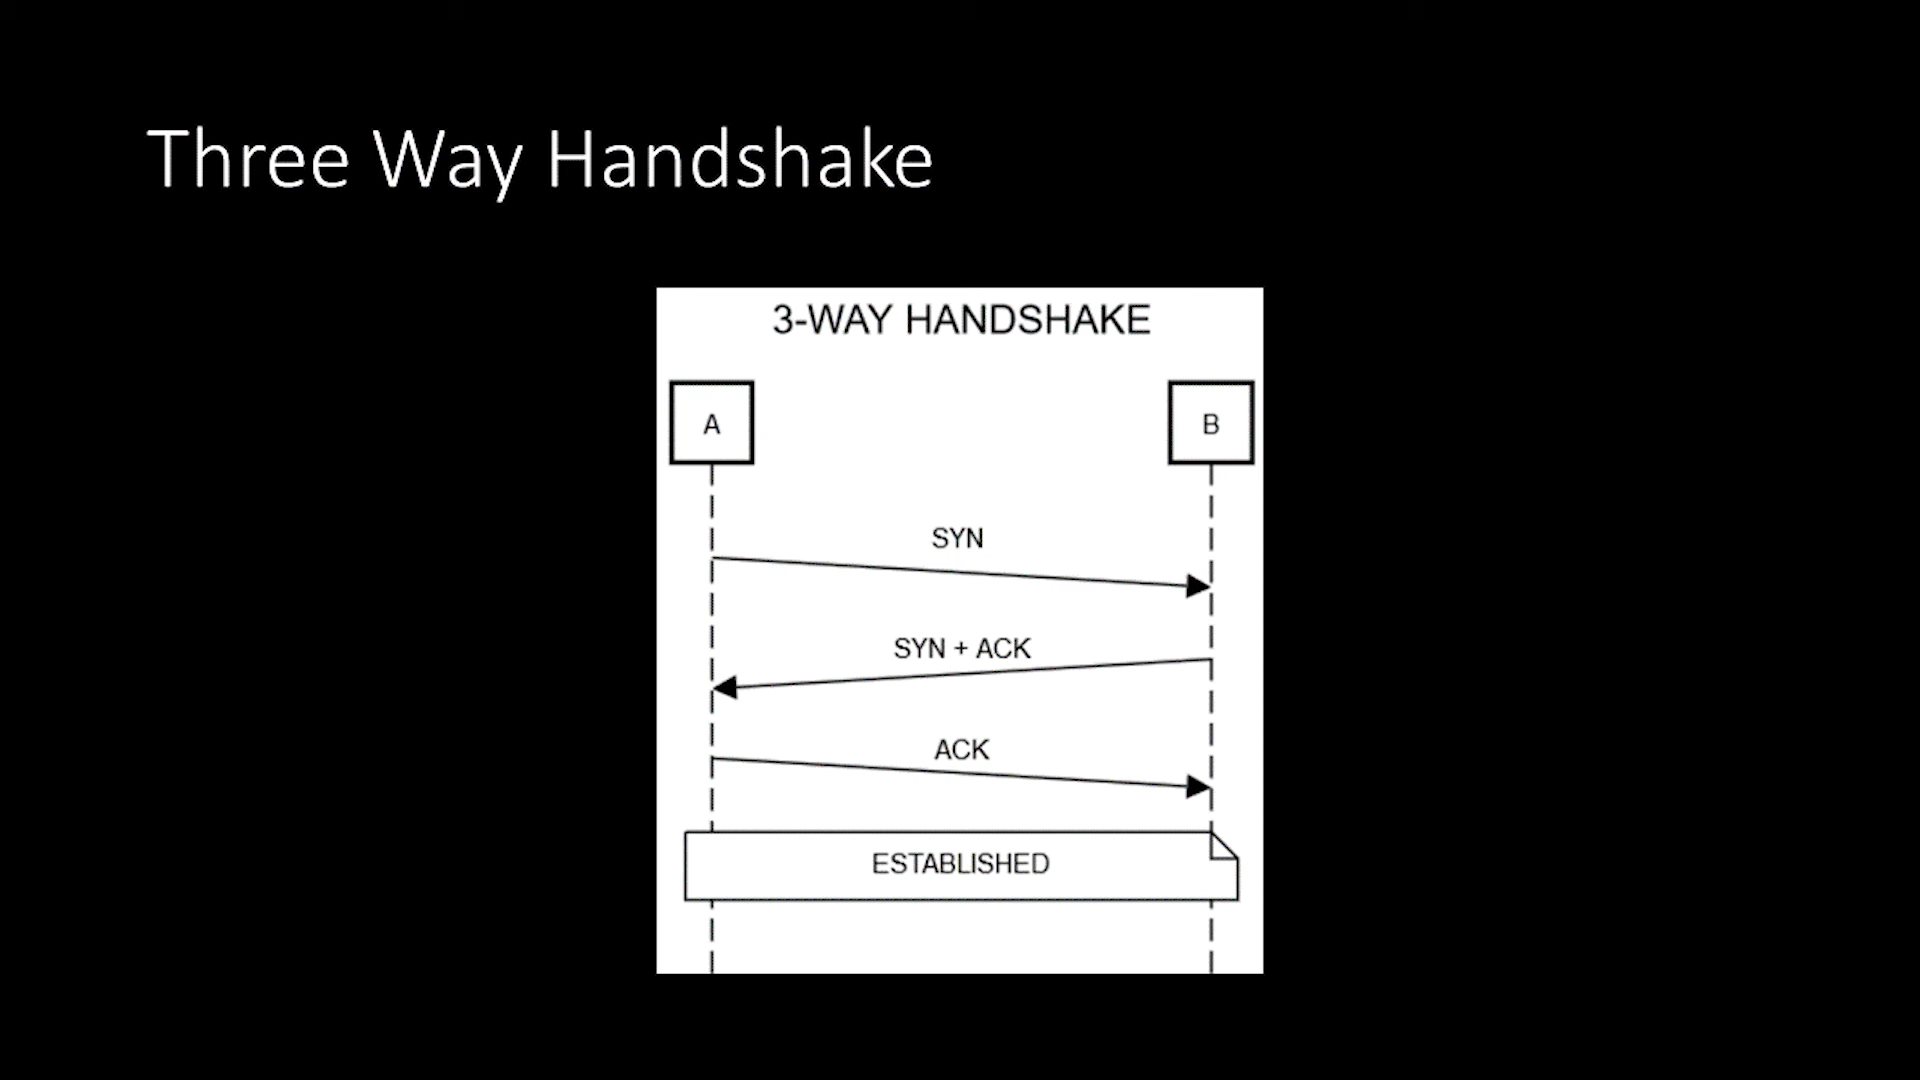 Three Way Handshake
3-WAY HANDSHAKE
A
B
SYN
SYN + ACK
ACK
ESTABLISHED